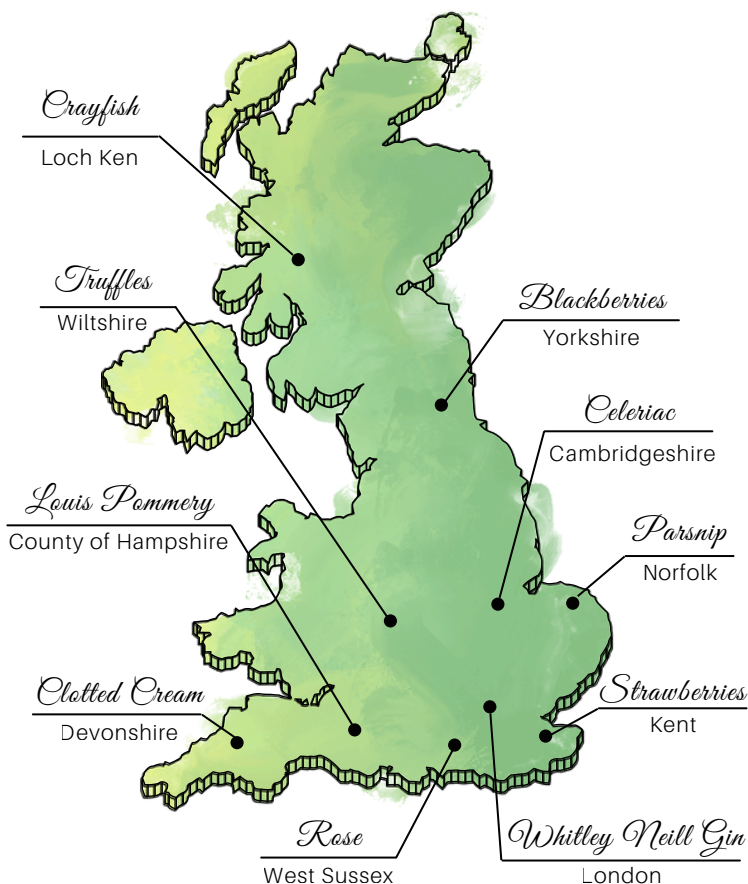 Crayfish
Loch Ken
Truffles
Wiltshire
Blackberries
Yorkshire
Celeriac
Cambridgeshire
Louis Pommery
County of Hampshire
Parsnip
Norfolk
Clotted Cream
Devonshire
Strawberries
Kent
Rose
West Sussex
Whitley Neill Gin
London